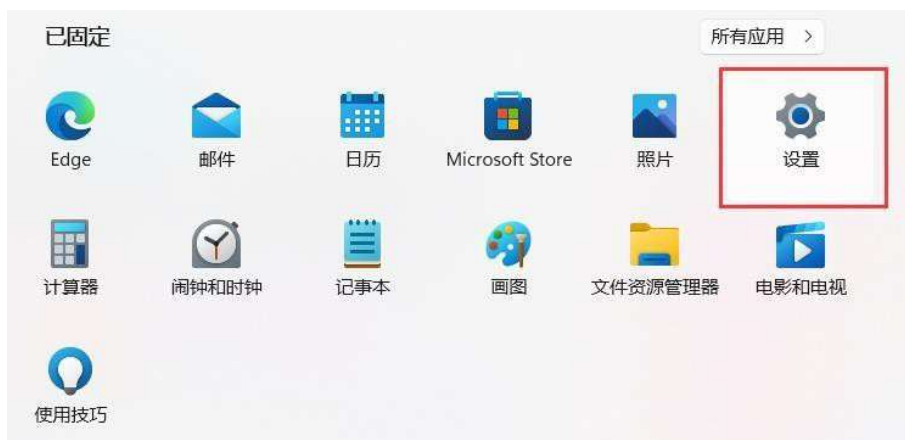 已固定
所有应用 >
Edge
邮件
日历
Microsoft Store
照片
设置
计算器
闹钟和时钟
记事本
画图
文件资源管理器
电影和电视
使用技巧